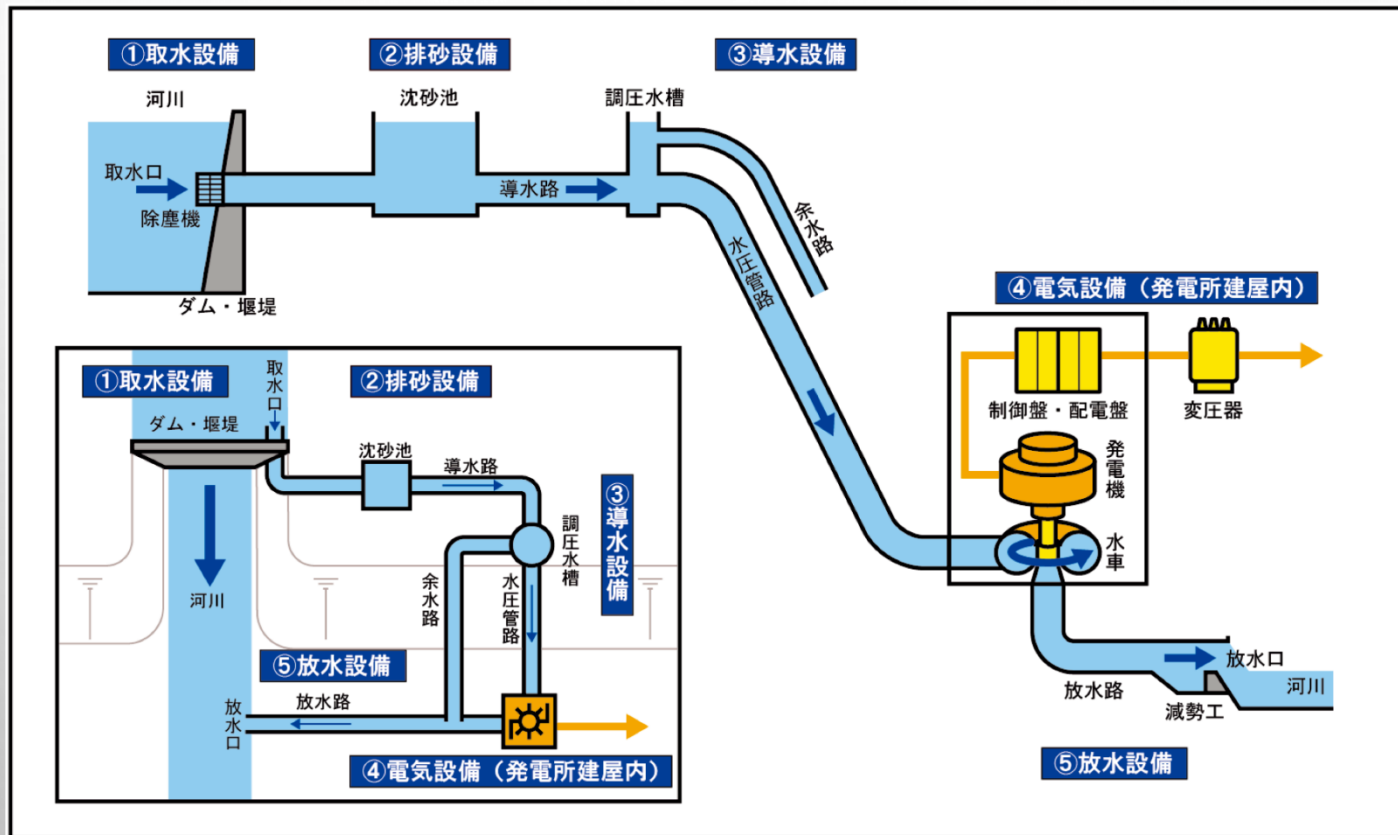 ①取水設備
②排砂設備
③導水設備
河川
沈砂池
調圧水槽
取水口
除塵機
導水路
ダム・堰堤
余水路
水圧管路
④電気設備（発電所建屋内）
制御盤・配電盤
変圧器
発電機
水車
放水口
河川
放水路
減勢工
⑤放水設備
①取水設備
取水口
②排砂設備
ダム・堰堤
沈砂池
導水路
③導水設備
調圧水槽
河川
余水路
水圧管路
⑤放水設備
放水路
放水口
④電気設備（発電所建屋内）